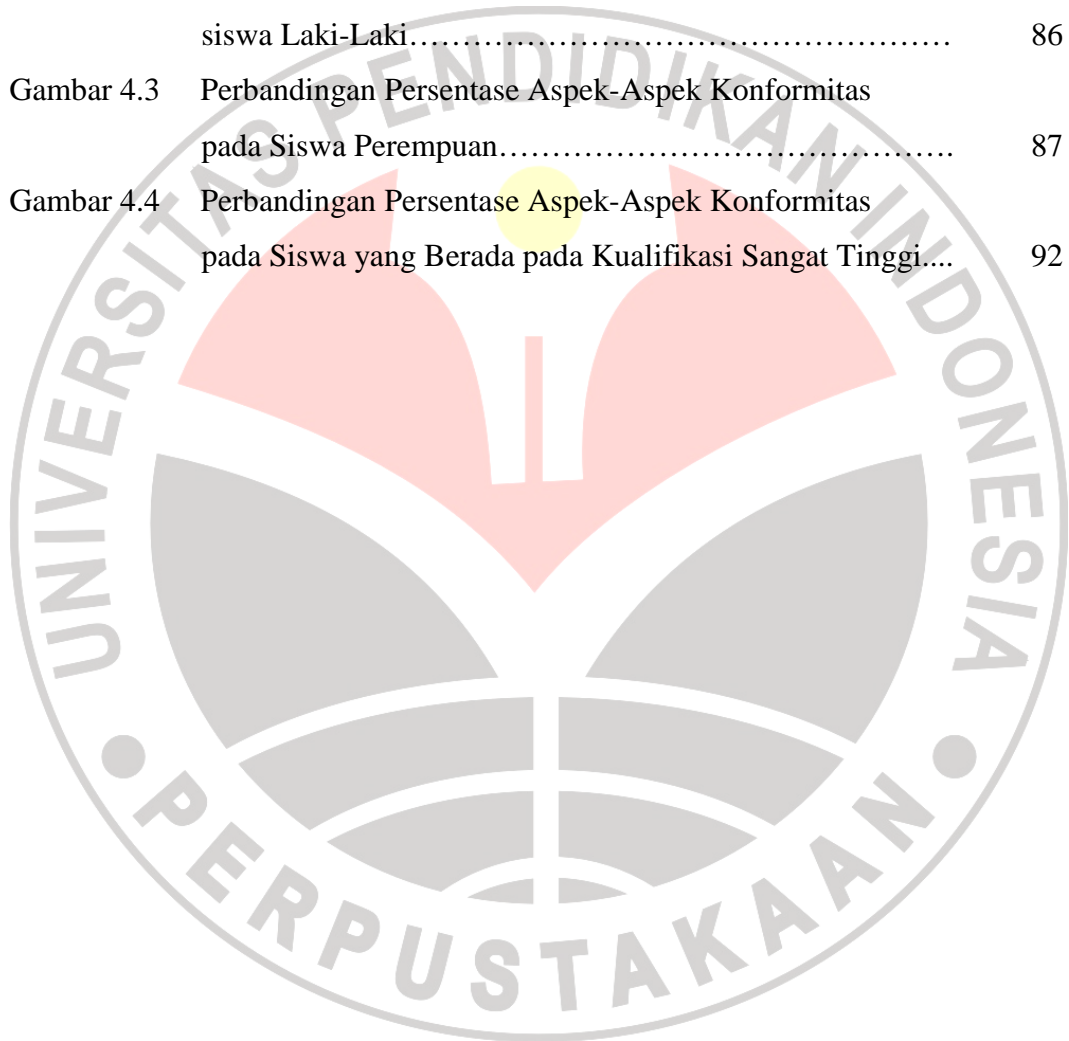 siswa Laki-Laki…………………………………………… 86
Gambar 4.3 Perbandingan Persentase Aspek-Aspek Konformitas
pada Siswa Perempuan……………………………………. 87
Gambar 4.4 Perbandingan Persentase Aspek-Aspek Konformitas
pada Siswa yang Berada pada Kualifikasi Sangat Tinggi.... 92
UNIVERSITAS PENDIDIKAN INDONESIA
PERPUSTAKAAN